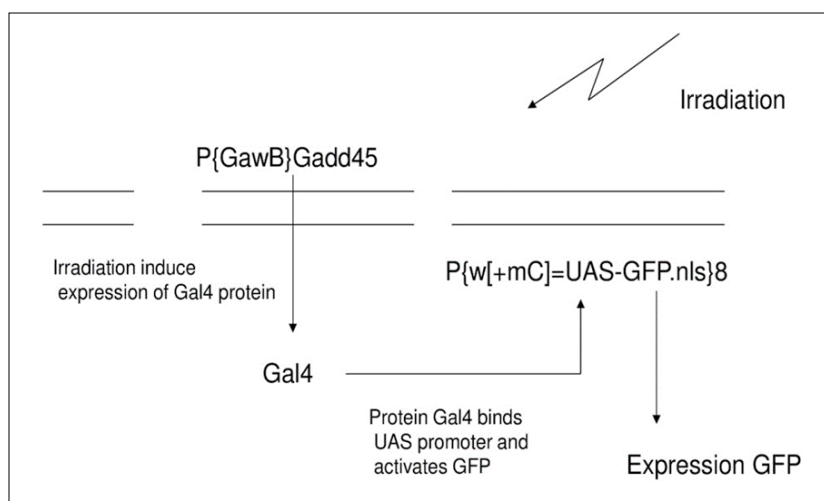 Irradiation
P{GawB}Gadd45
Irradiation induce
expression of Gal4 protein
P{w[+mC]=UAS-GFP.nls}8
Gal4
Protein Gal4 binds
UAS promoter and
activates GFP
Expression GFP